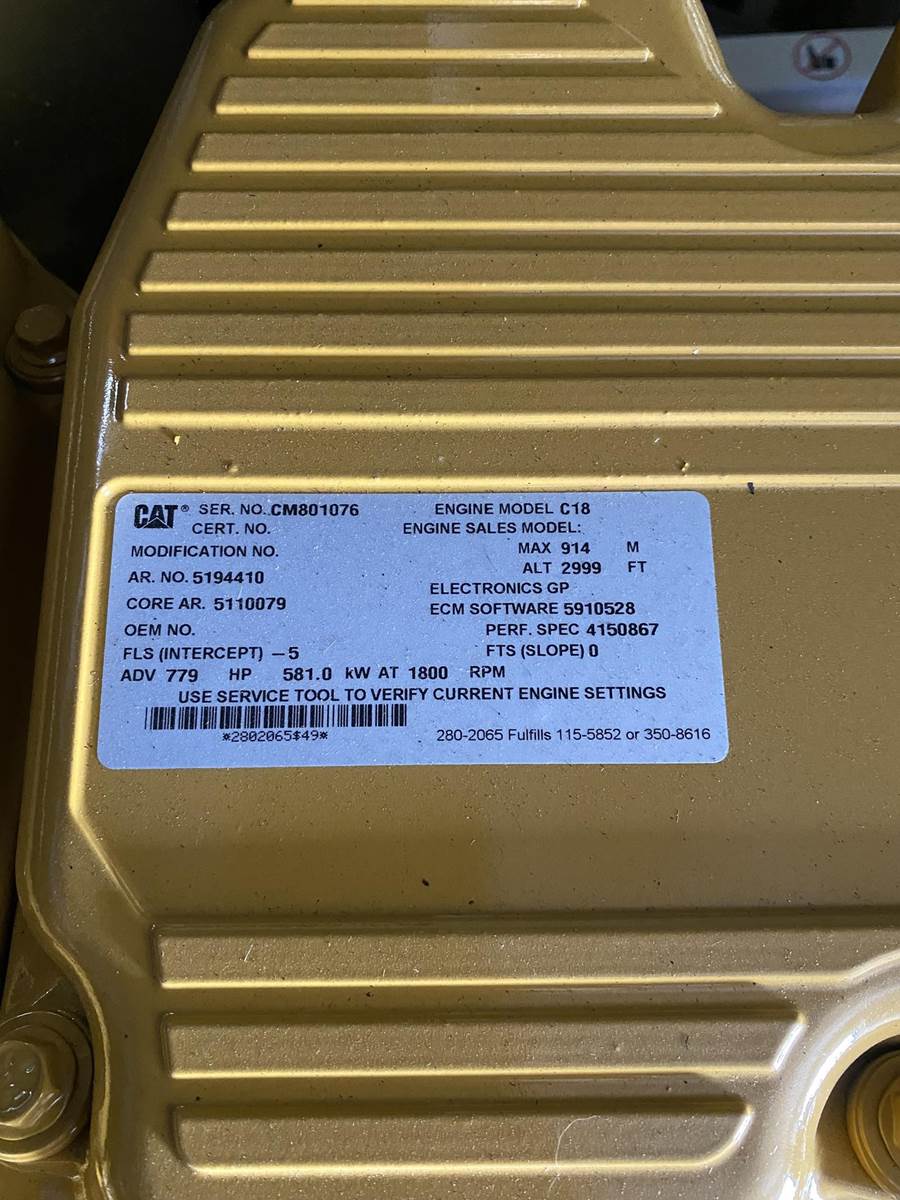 CAT® SER. NO. CM801076 ENGINE MODEL C18
CERT. NO. ENGINE SALES MODEL:
MODIFICATION NO. MAX 914 M
AR. NO. 5194410 ALT 2999 FT
ELECTRONICS GP
CORE AR. 5110079 ECM SOFTWARE 5910528
OEM NO. PERF. SPEC 4150867
FLS (INTERCEPT) -5 FTS (SLOPE) 0
ADV 779 HP 581.0 kW AT 1800 RPM
USE SERVICE TOOL TO VERIFY CURRENT ENGINE SETTINGS
*2802065$49* 280-2065 Fulfills 115-5852 or 350-8616